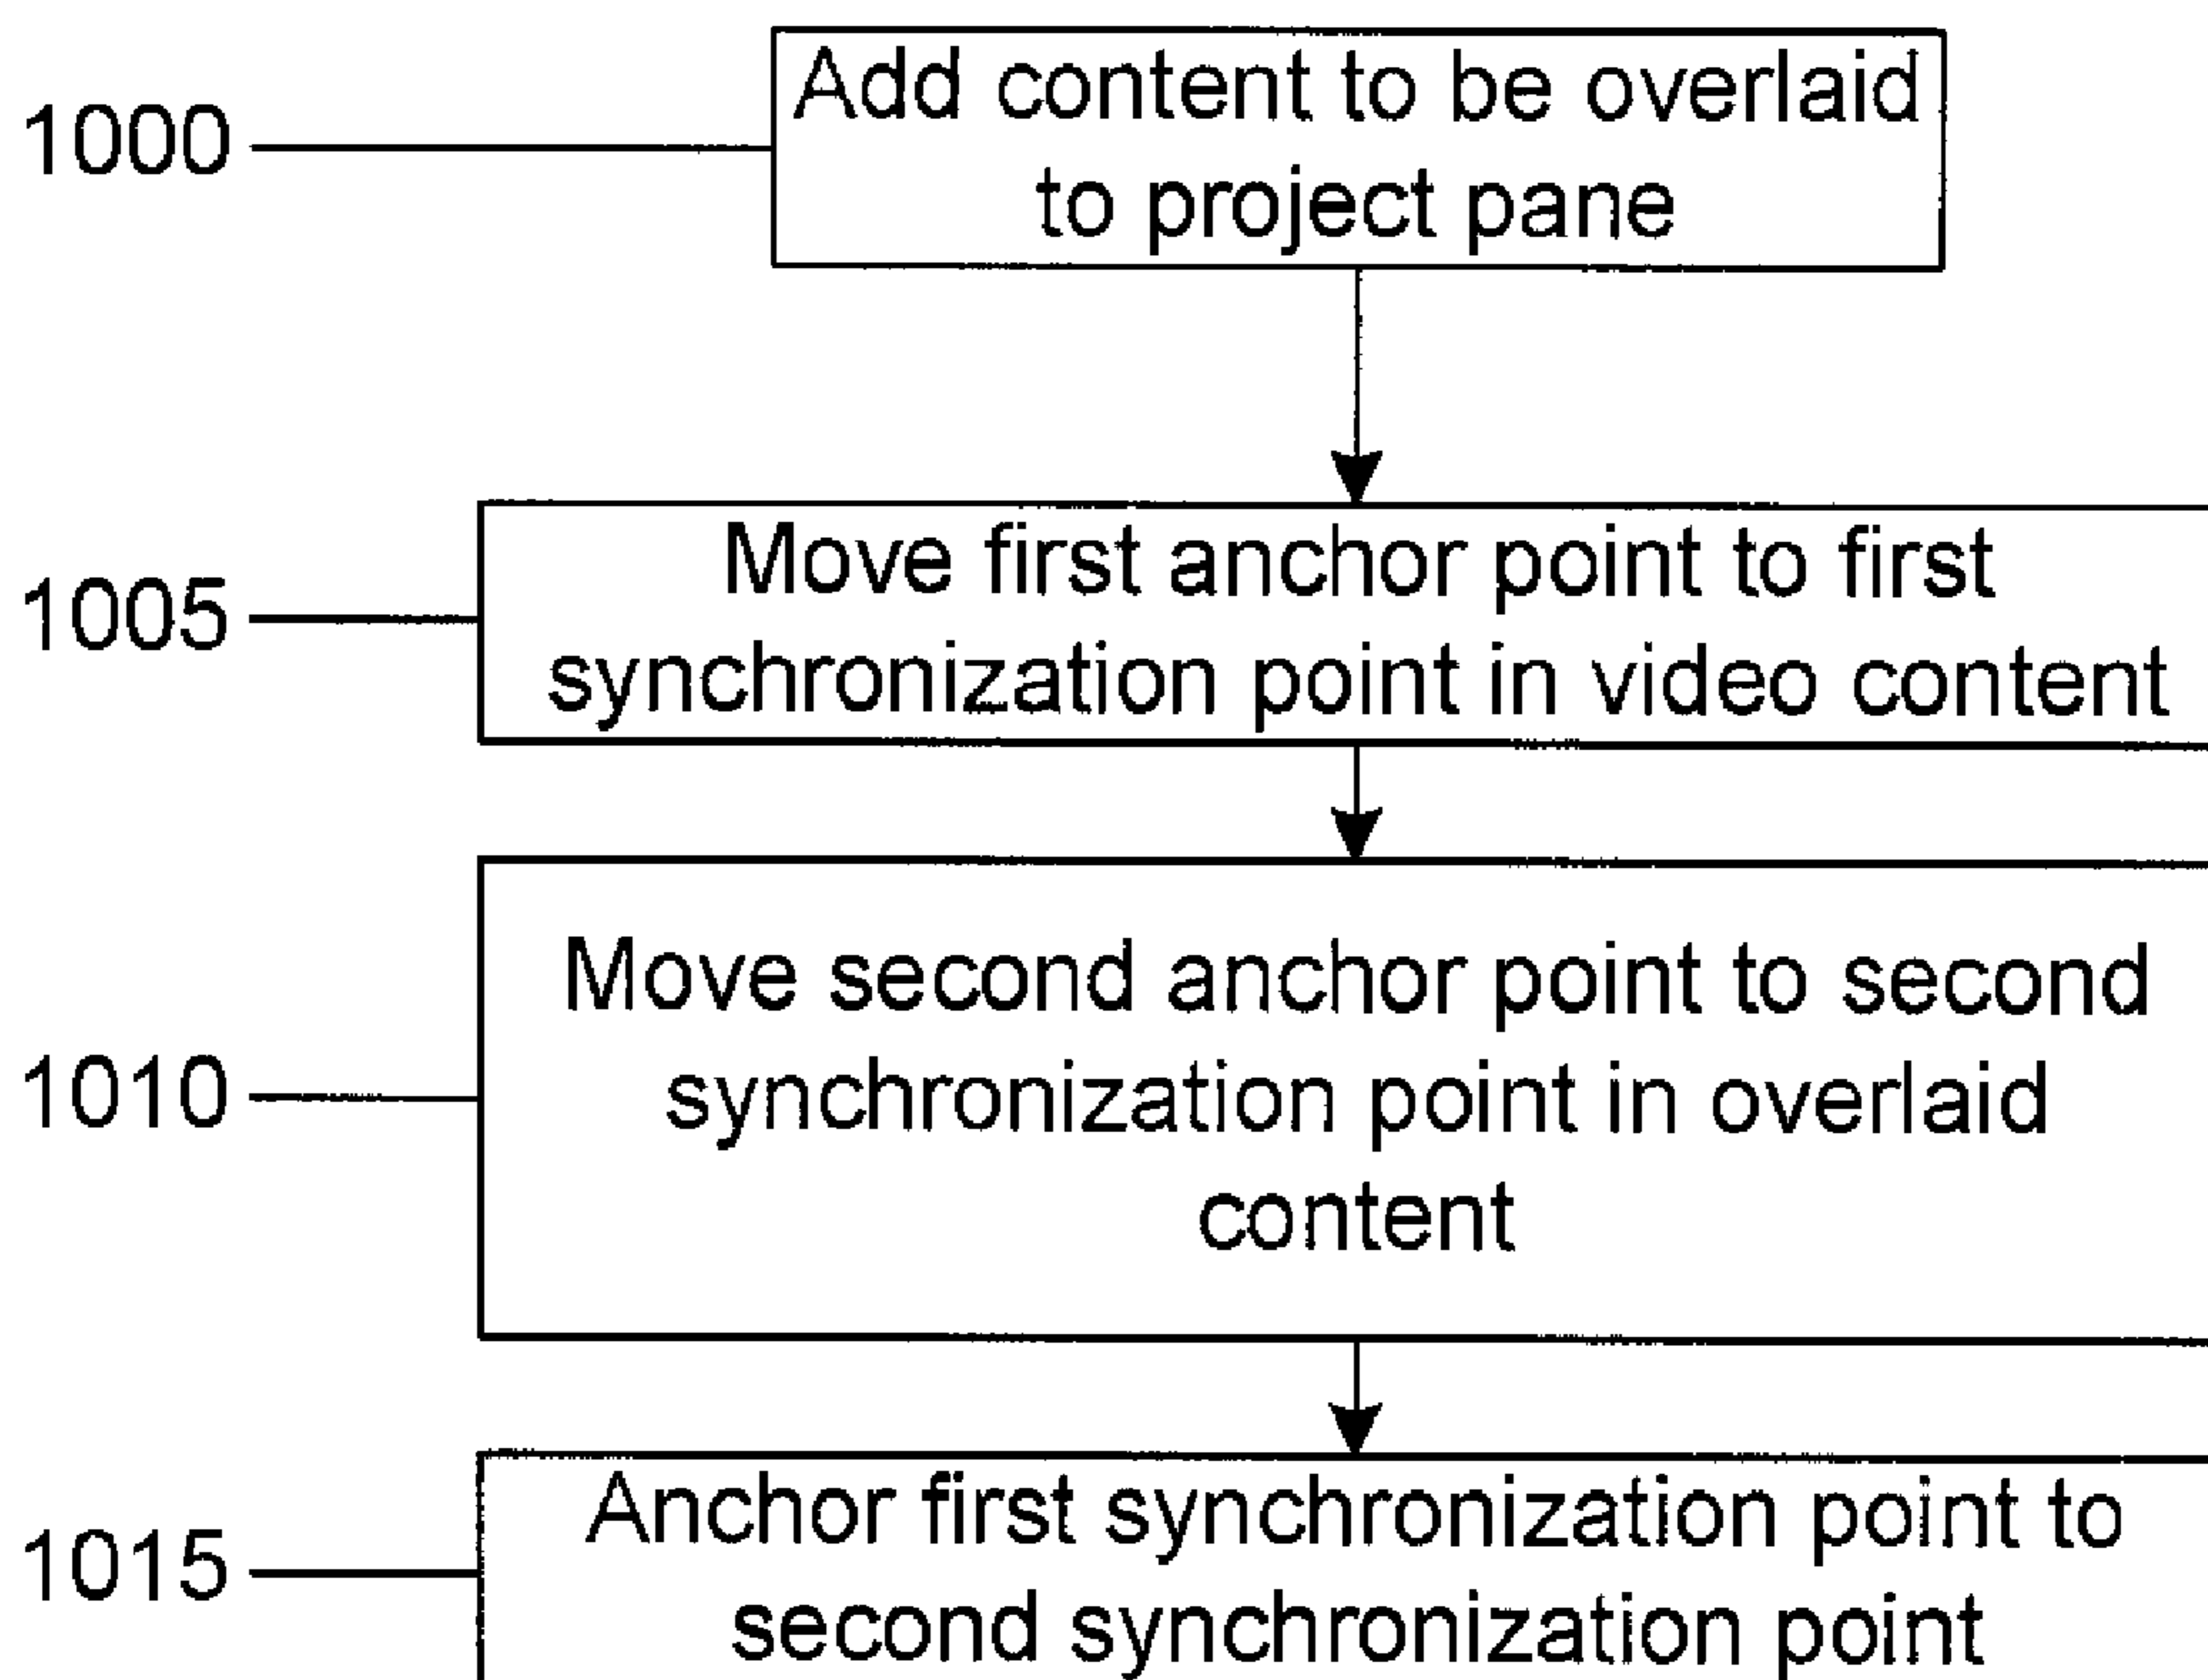 Add content to be overlaid
1000
to project pane
Move first anchor point to first
1005
synchronization point in video content
Move second anchor point to second
1010
synchronization point in overlaid
content
Anchor first synchronization point to
1015
second synchronization point